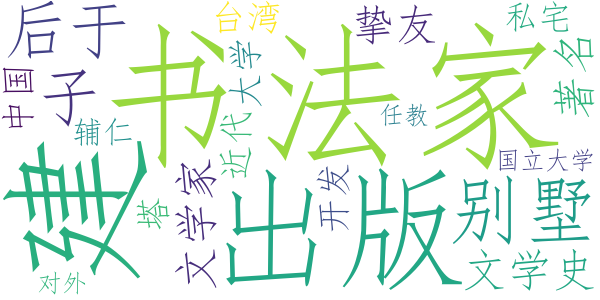 后于
台湾
挚友
私宅
中国
子
书法家
大学
著名
辅仁
近代
任教
建
塔
文学家
出版
开发
别墅
国立大学
对外
文学史